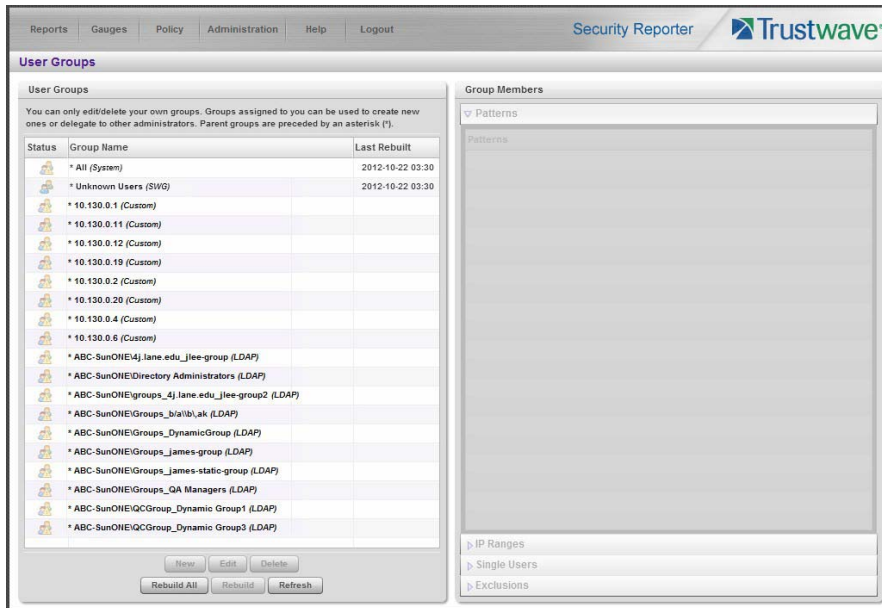 Reports Gauges Policy Administration Help Logout
Security Reporter
Trustwave®
User Groups
User Groups
You can only edit/delete your own groups. Groups assigned to you can be used to create new
ones or delegate to other administrators. Parent groups are preceded by an asterisk (*).
Status Group Name Last Rebuilt
* All (System) 2012-10-22 03:30
* Unknown Users (SWG) 2012-10-22 03:30
* 10.130.0.1 (Custom)
* 10.130.0.11 (Custom)
* 10.130.0.12 (Custom)
* 10.130.0.19 (Custom)
* 10.130.0.2 (Custom)
* 10.130.0.20 (Custom)
* 10.130.0.4 (Custom)
* 10.130.0.6 (Custom)
* ABC-SunONE\4j.lane.edu_jlee-group (LDAP)
* ABC-SunONE\Directory Administrators (LDAP)
* ABC-SunONE\groups_4j.lane.edu_jlee-group2 (LDAP)
* ABC-SunONE\Groups_b/a\\b\,ak (LDAP)
* ABC-SunONE\Groups_DynamicGroup (LDAP)
* ABC-SunONE\Groups_james-group (LDAP)
* ABC-SunONE\Groups_james-static-group (LDAP)
* ABC-SunONE\Groups_QA Managers (LDAP)
* ABC-SunONE\QCGroup_Dynamic Group1 (LDAP)
* ABC-SunONE\QCGroup_Dynamic Group3 (LDAP)
New Edit Delete
Rebuild All Rebuild Refresh
Group Members
Patterns
Patterns
IP Ranges
Single Users
Exclusions